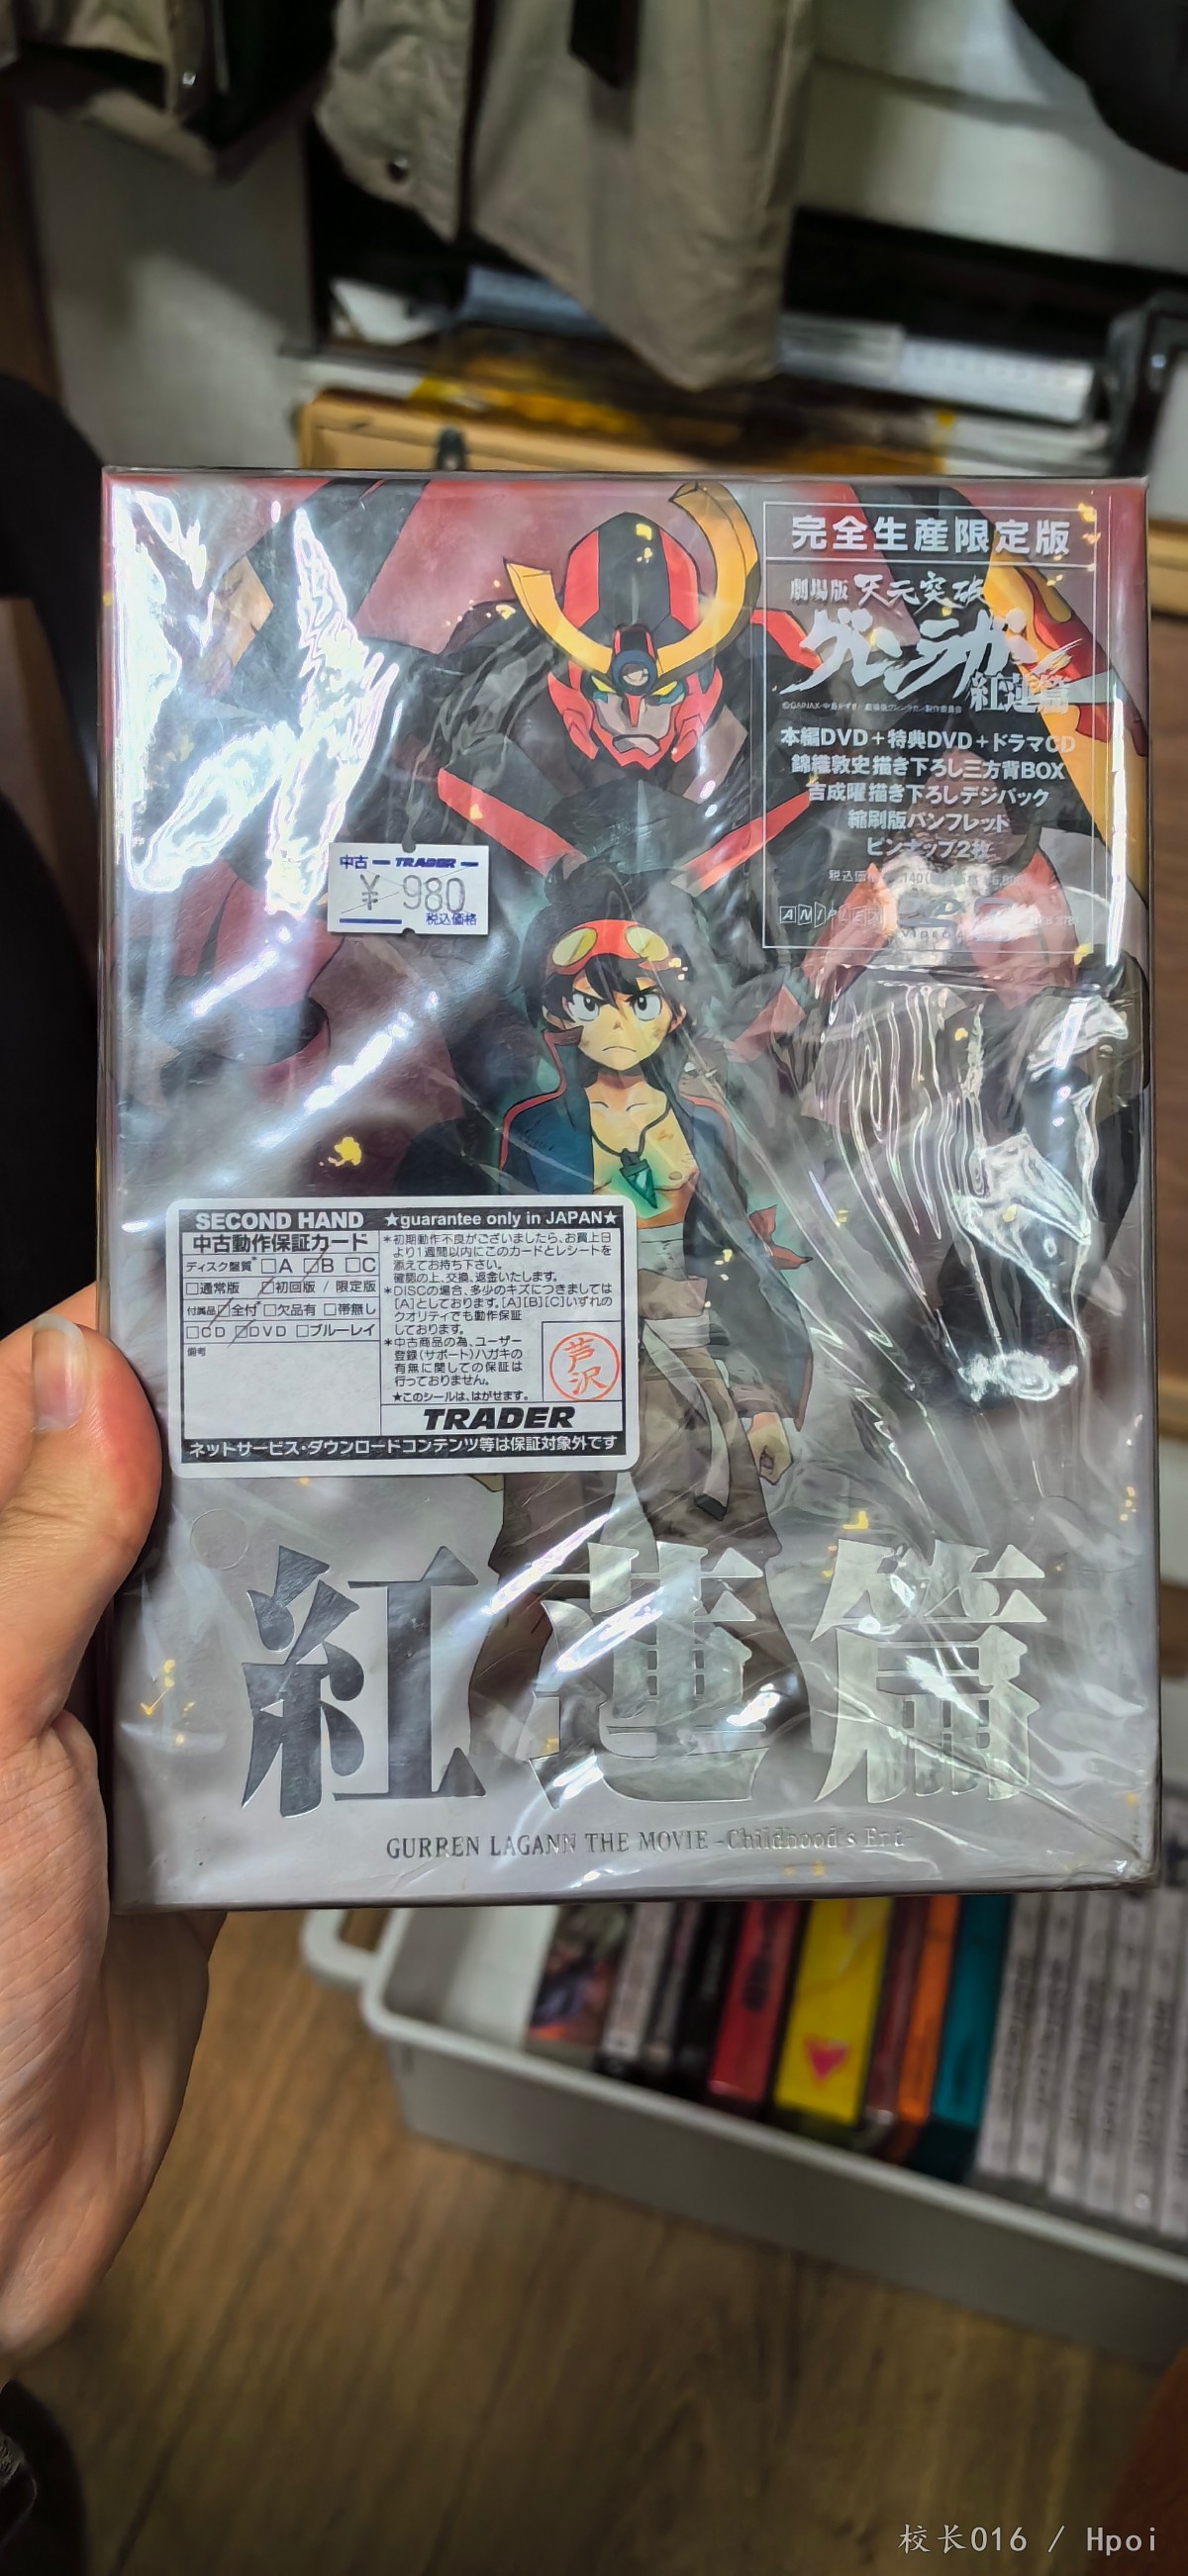 完全生産限定版
劇場版 天元突破
グレンラガン
紅蓮篇
本編DVD+特典DVD+ドラマCD
錦織敦史描き下ろし三方背BOX
吉成曜描き下ろしデジパック
縮刷版パンフレット
ピンナップ2枚
ANIPLEX
中古 TRADER
¥ 980
税込価格
SECOND HAND ★guarantee only in JAPAN★
中古動作保証カード
ディスク盤質* □A □B □C
□通常版 □初回版 / 限定版
付属品□全付*□欠品有 □帯無し
□CD □DVD □ブルーレイ
備考
*初期動作不良がございましたら、お買上日
より1週間以内にこのカードとレシートを
添えてお持ち下さい。
確認の上、交換、返金いたします。
*DISCの場合、多少のキズにつきましては
[A]としております。[A][B][C]いずれの
クオリティでも動作保証
しております。
*中古商品の為、ユーザー
登録(サポート)ハガキの
有無に関しての保証は
行っておりません。
★このシールは、はがせます。
芦沢
TRADER
ネットサービス・ダウンロードコンテンツ等は保証対象外です
紅蓮篇
GURREN LAGANN THE MOVIE -Childhood's End-
校长016 / Hpoi